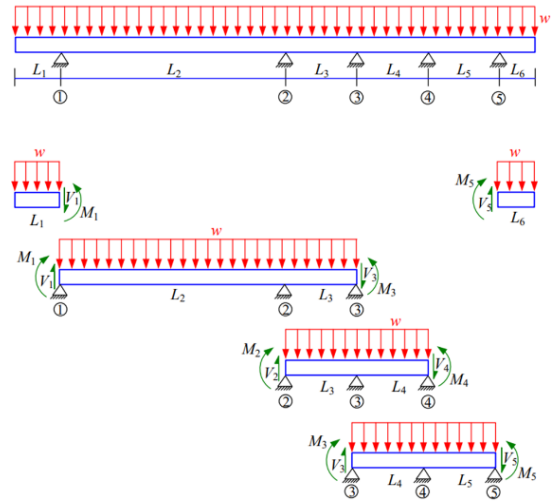 w
L₁ L₂ L₃ L₄ L₅ L₆
① ② ③ ④ ⑤
w w
V₁ M₁ M₅ V₅
L₁ L₆
w
M₁ V₁ V₃ M₃
L₂ L₃
① ② ③
w
M₂ V₂ V₄ M₄
L₃ L₄
② ③ ④
M₃ V₃ V₅ M₅
L₄ L₅
③ ④ ⑤